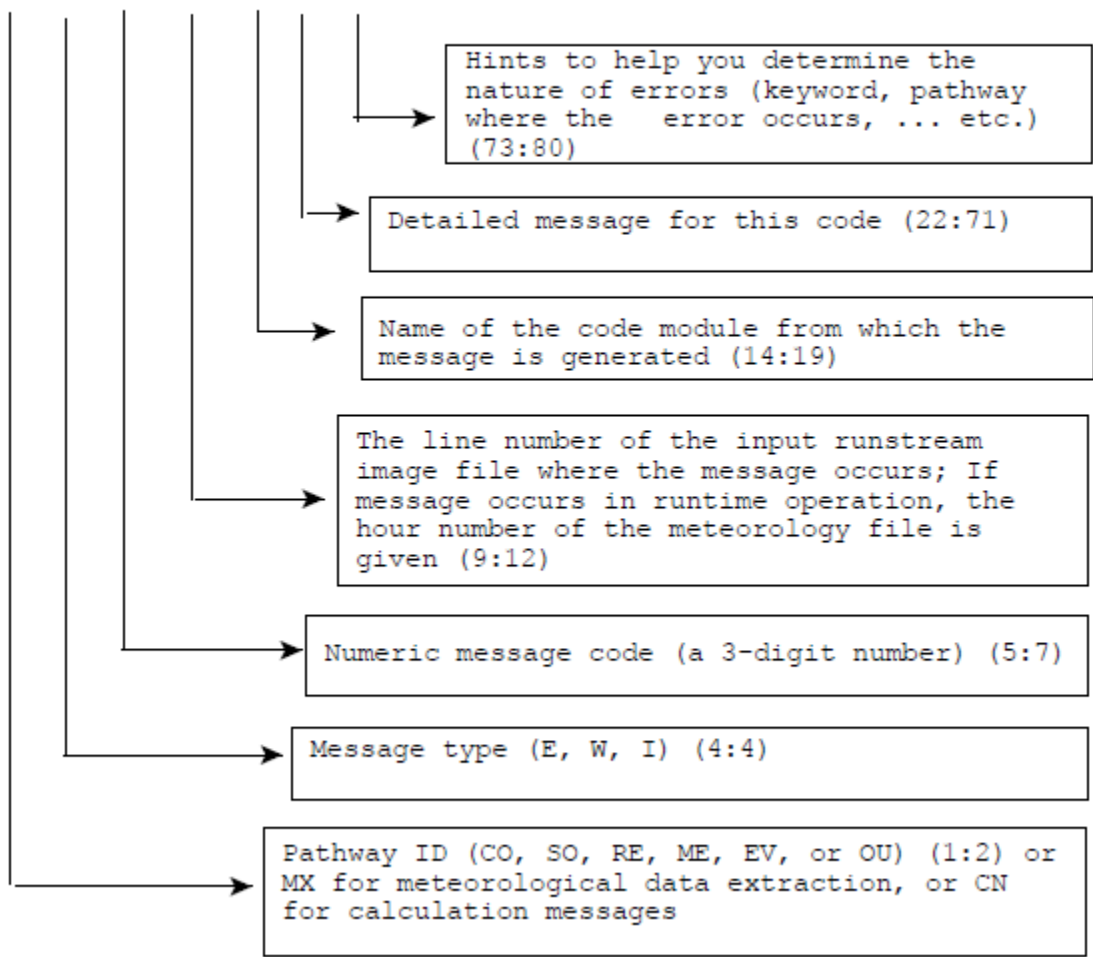 Hints to help you determine the
nature of errors (keyword, pathway
where the   error occurs, ... etc.)
(73:80)
Detailed message for this code (22:71)
Name of the code module from which the
message is generated (14:19)
The line number of the input runstream
image file where the message occurs; If
message occurs in runtime operation, the
hour number of the meteorology file is
given (9:12)
Numeric message code (a 3-digit number) (5:7)
Message type (E, W, I) (4:4)
Pathway ID (CO, SO, RE, ME, EV, or OU) (1:2) or
MX for meteorological data extraction, or CN
for calculation messages